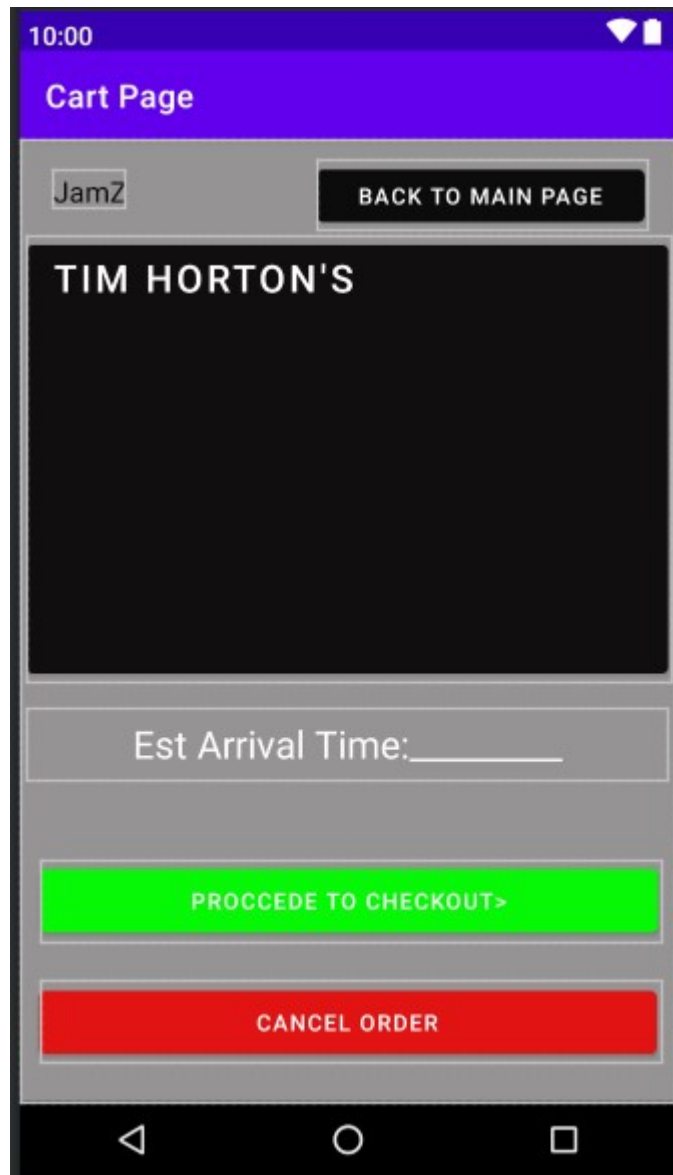 10:00
Cart Page
JamZ
BACK TO MAIN PAGE
TIM HORTON'S
Est Arrival Time:________
PROCCEDE TO CHECKOUT>
CANCEL ORDER